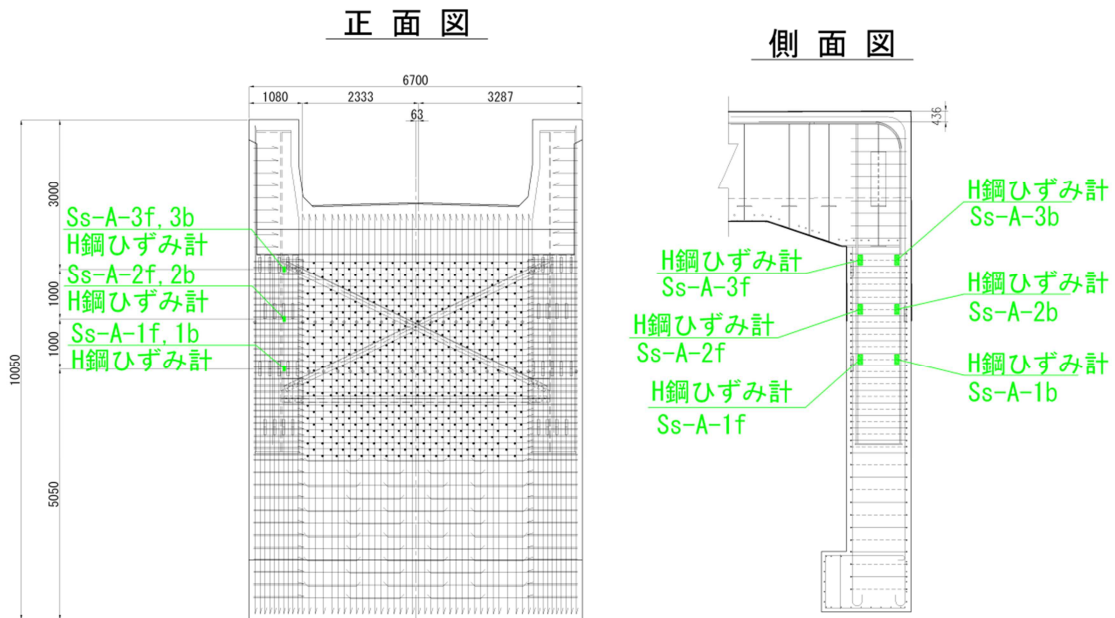 正面図
6700
1080
2333
3287
63
3000
Ss-A-3f, 3b
H鋼ひずみ計
Ss-A-2f, 2b
1000
H鋼ひずみ計
Ss-A-1f, 1b
1000
H鋼ひずみ計
10050
5050
側面図
436
H鋼ひずみ計
Ss-A-3b
H鋼ひずみ計
Ss-A-3f
H鋼ひずみ計
Ss-A-2b
H鋼ひずみ計
Ss-A-2f
H鋼ひずみ計
Ss-A-1b
H鋼ひずみ計
Ss-A-1f